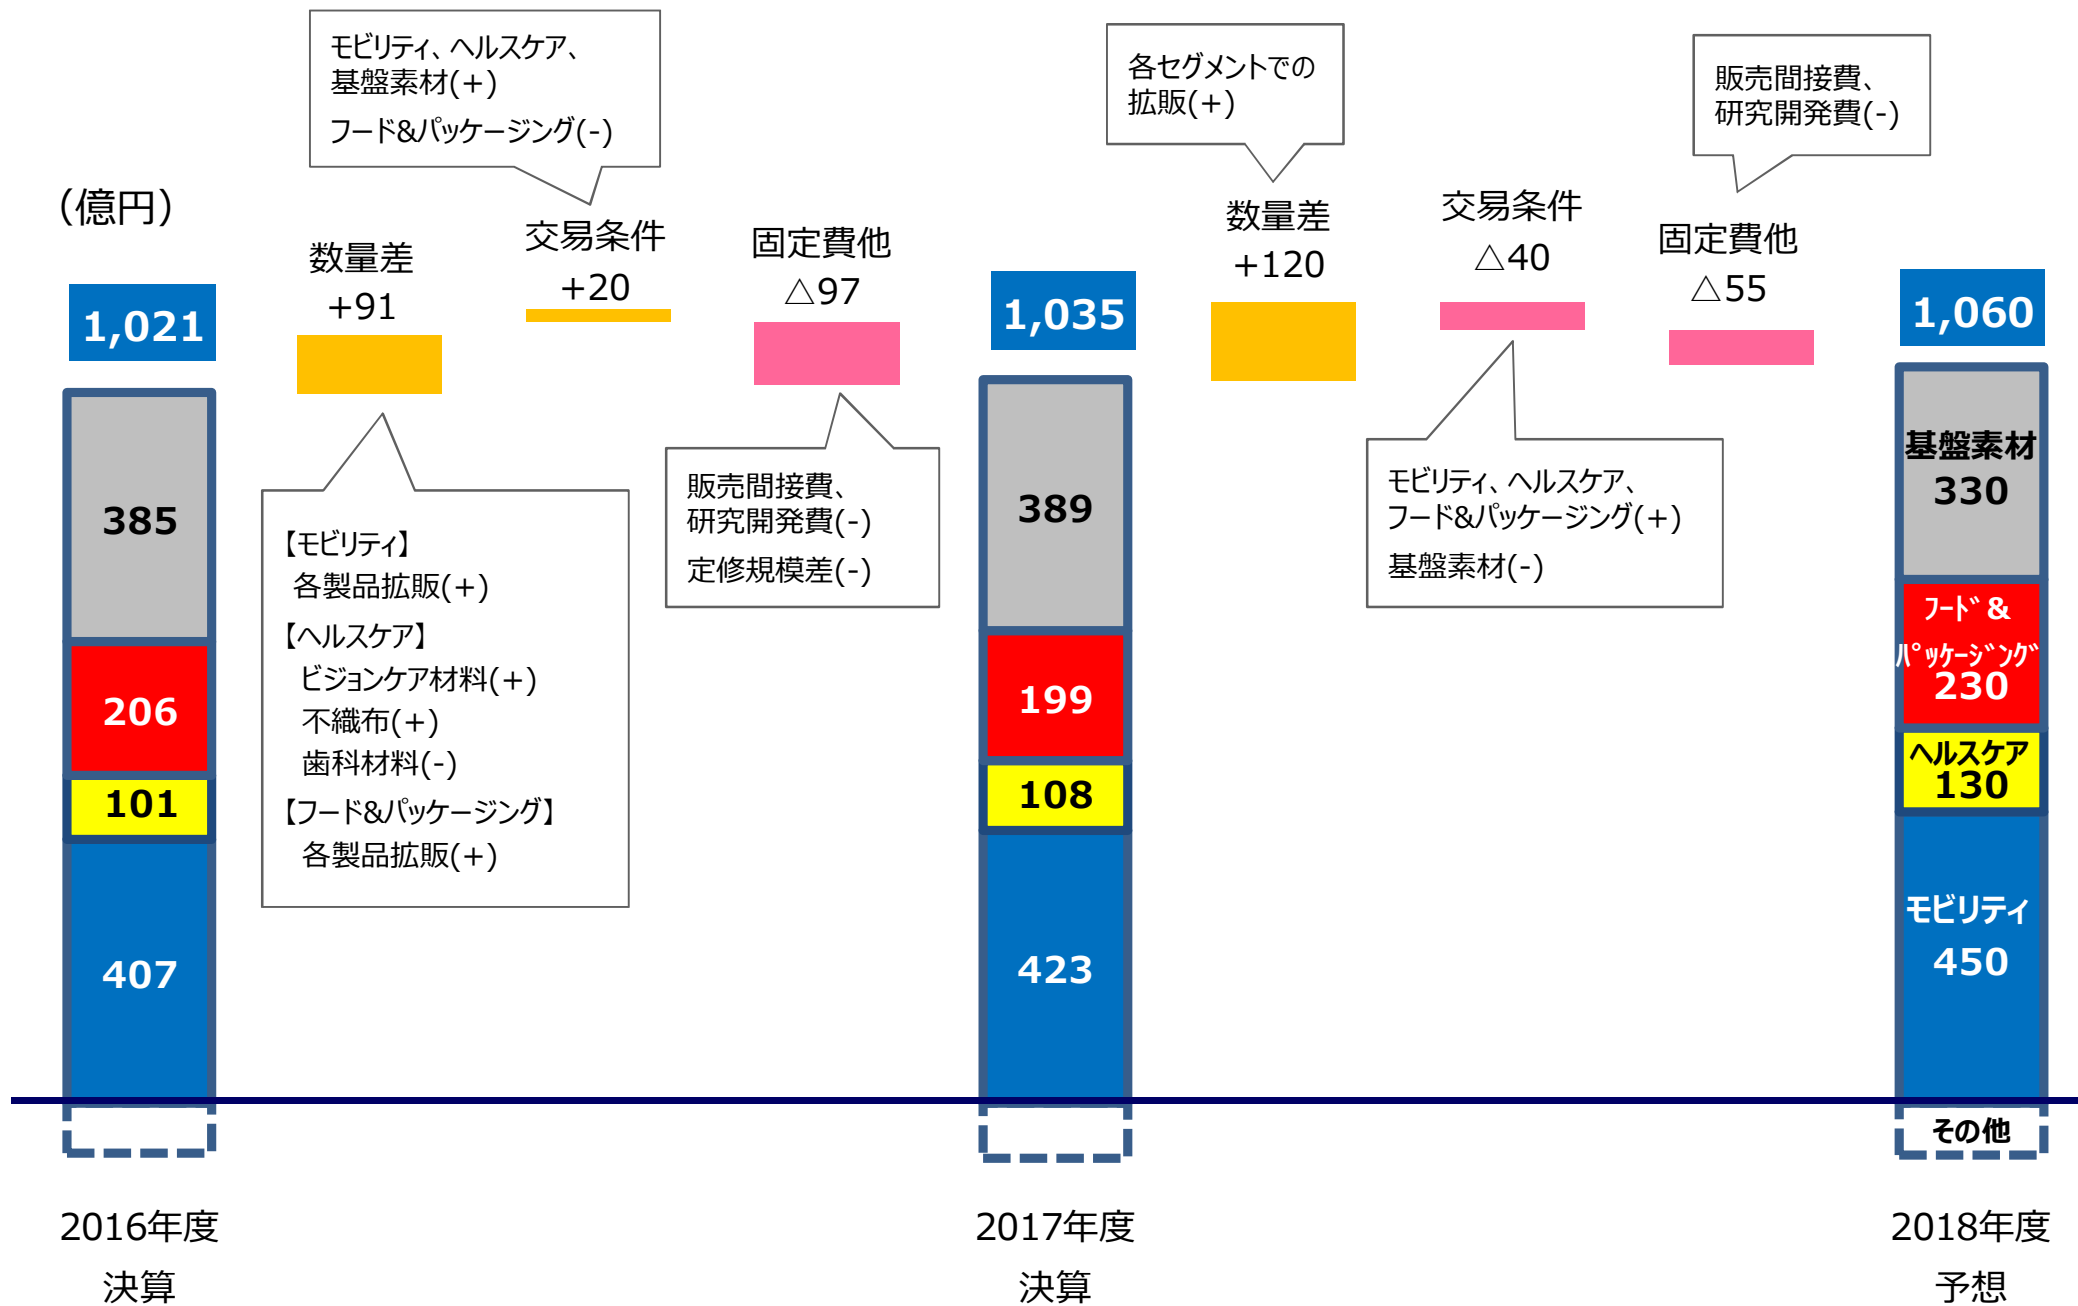 (億円)
モビリティ、ヘルスケア、
基盤素材(+)
フード&パッケージング(-)
数量差
+91
交易条件
+20
固定費他
△97
各セグメントでの
拡販(+)
数量差
+120
交易条件
△40
販売間接費、
研究開発費(-)
固定費他
△55
1,021
385
206
101
407
【モビリティ】
各製品拡販(+)
【ヘルスケア】
ビジョンケア材料(+)
不織布(+)
歯科材料(-)
【フード&パッケージング】
各製品拡販(+)
販売間接費、
研究開発費(-)
定修規模差(-)
1,035
389
199
108
423
モビリティ、ヘルスケア、
フード&パッケージング(+)
基盤素材(-)
1,060
基盤素材
330
ﾌｰﾄﾞ&
ﾊﾟｯｹｰｼﾞﾝｸﾞ
230
ヘルスケア
130
モビリティ
450
その他
2016年度
決算
2017年度
決算
2018年度
予想